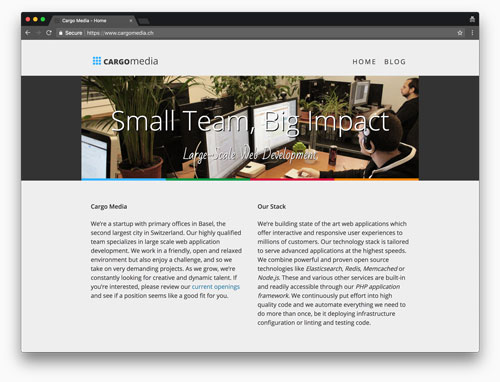 Cargo Media - Home
Secure
https://www.cargomedia.ch
CARGOmedia
HOME
BLOG
Small Team, Big Impact
Large-Scale Web Development
Cargo Media
We're a startup with primary offices in Basel, the
second largest city in Switzerland. Our highly qualified
team specializes in large scale web application
development. We work in a friendly, open and relaxed
environment but also enjoy a challenge, and so we
take on very demanding projects. As we grow, we're
constantly looking for creative and dynamic talent. If
you're interested, please review our current openings
and see if a position seems like a good fit for you.
Our Stack
We're building state of the art web applications which
offer interactive and responsive user experiences to
millions of customers. Our technology stack is tailored
to serve advanced applications at the highest speeds.
We combine powerful and proven open source
technologies like Elasticsearch, Redis, Memcached or
Node.js. These and various other services are built-in
and readily accessible through our PHP application
framework. We continuously put effort into high
quality code and we automate everything we need to
do more than once, be it deploying infrastructure
configuration or linting and testing code.